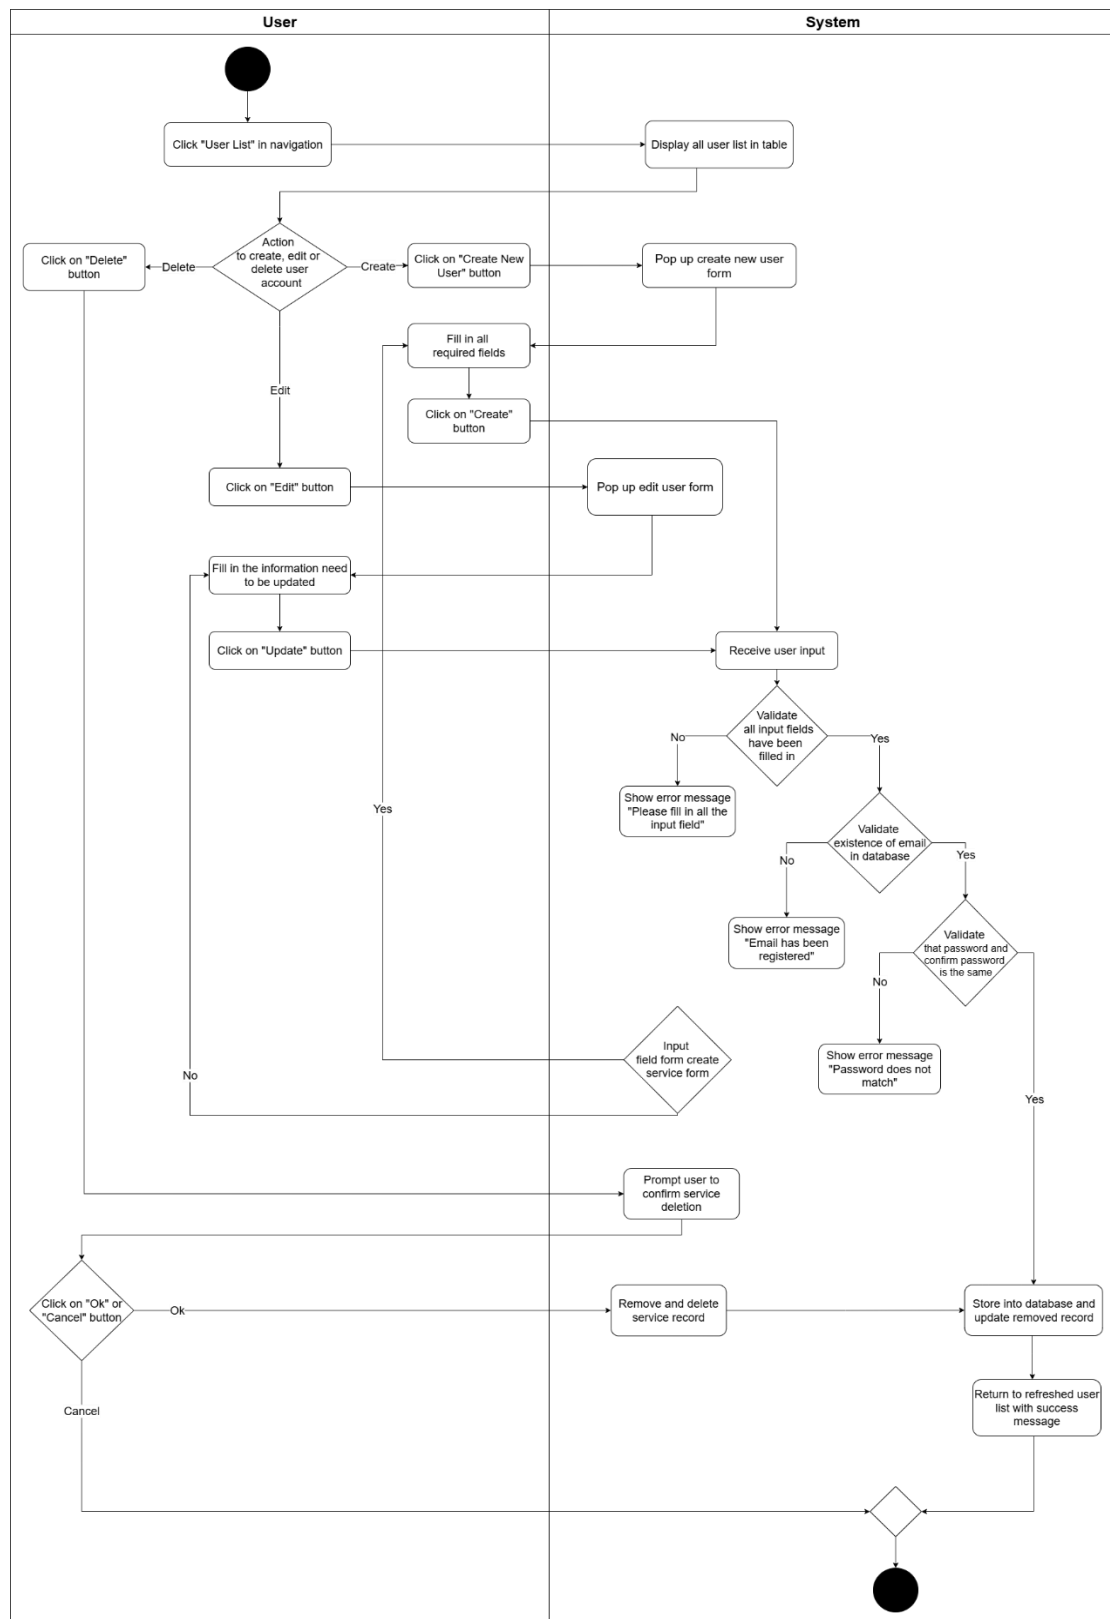 User
System
Click "User List" in navigation
Display all user list in table
Action
to create, edit or
delete user
account
Click on "Delete"
button
Delete
Create
Click on "Create New
User" button
Pop up create new user
form
Fill in all
required fields
Edit
Click on "Create"
button
Click on "Edit" button
Pop up edit user form
Fill in the information need
to be updated
Click on "Update" button
Receive user input
Validate
all input fields
have been
filled in
No
Yes
Show error message
"Please fill in all the
input field"
Yes
Validate
existence of email
in database
No
Yes
Show error message
"Email has been
registered"
Validate
that password and
confirm password
is the same
No
Input
field form create
service form
Show error message
"Password does not
match"
No
Yes
Prompt user to
confirm service
deletion
Click on "Ok" or
"Cancel" button
Ok
Remove and delete
service record
Store into database and
update removed record
Cancel
Return to refreshed user
list with success
message